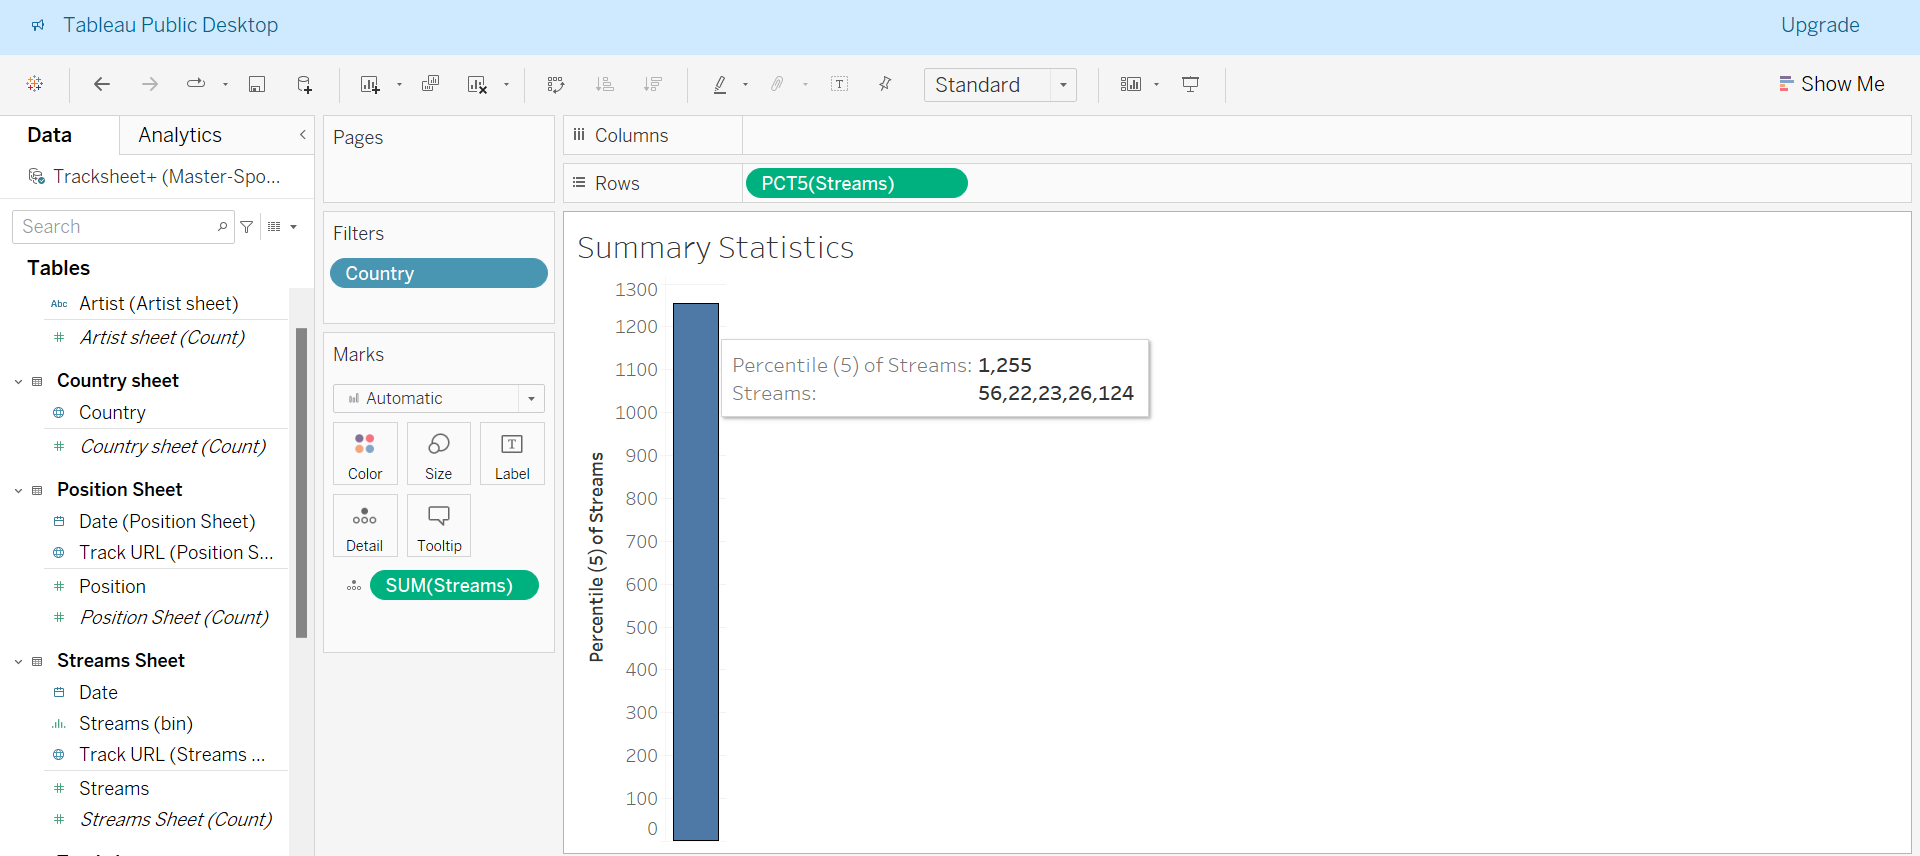 Tableau Public Desktop
Upgrade
Standard
Show Me
Data
Analytics
Tracksheet+ (Master-Spo...
Search
Tables
Abc Artist (Artist sheet)
Artist sheet (Count)
Country sheet
Country
Country sheet (Count)
Position Sheet
Date (Position Sheet)
Track URL (Position S...
Position
Position Sheet (Count)
Streams Sheet
Date
Streams (bin)
Track URL (Streams ...
Streams
Streams Sheet (Count)
Pages
Filters
Country
Marks
Automatic
Color
Size
Label
Detail
Tooltip
SUM(Streams)
Columns
Rows
PCT5(Streams)
Summary Statistics
Percentile (5) of Streams
1300
1200
1100
1000
900
800
700
600
500
400
300
200
100
0
Percentile (5) of Streams: 1,255
Streams: 56,22,23,26,124